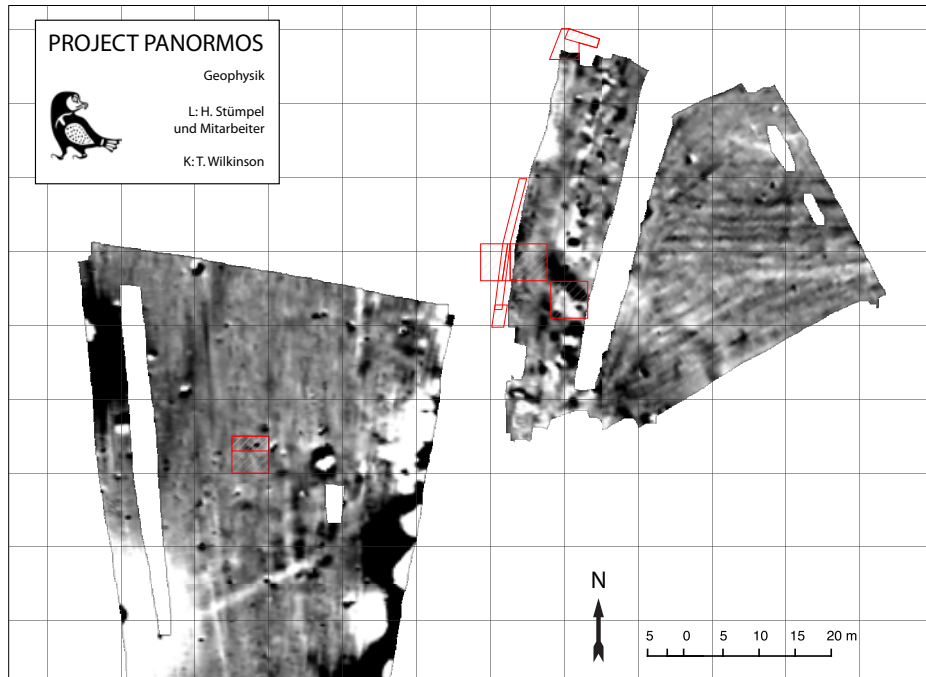 PROJECT PANORMOS
Geophysik
L: H. Stümpel
und Mitarbeiter
K: T. Wilkinson
N
5 0 5 10 15 20 m